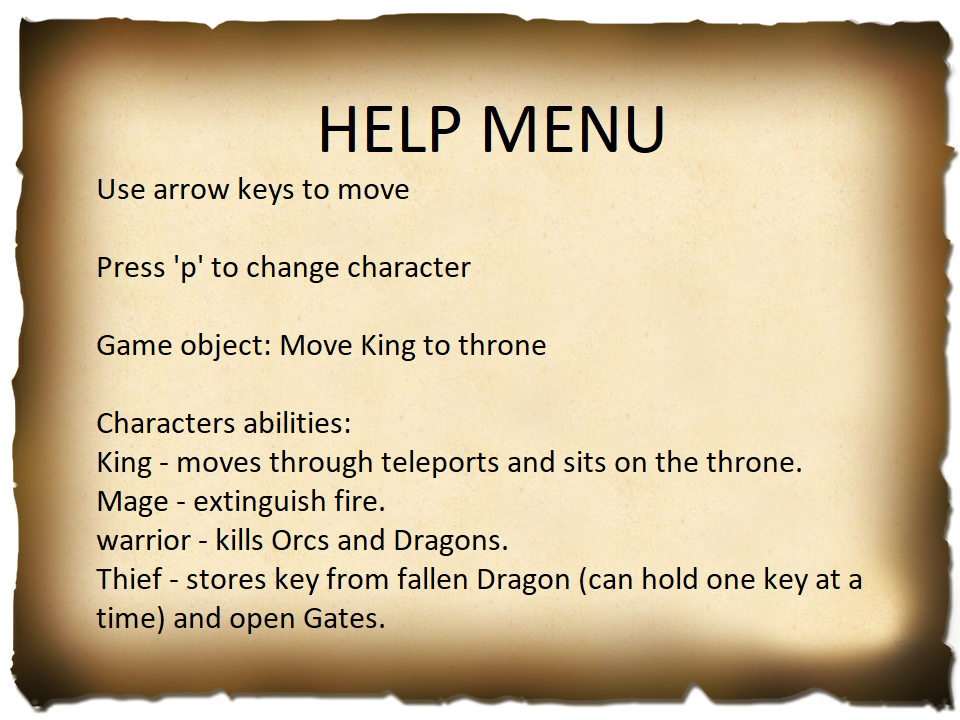 HELP MENU
Use arrow keys to move
Press 'p' to change character
Game object: Move King to throne
Characters abilities:
King - moves through teleports and sits on the throne.
Mage - extinguish fire.
warrior - kills Orcs and Dragons.
Thief - stores key from fallen Dragon (can hold one key at a
time) and open Gates.